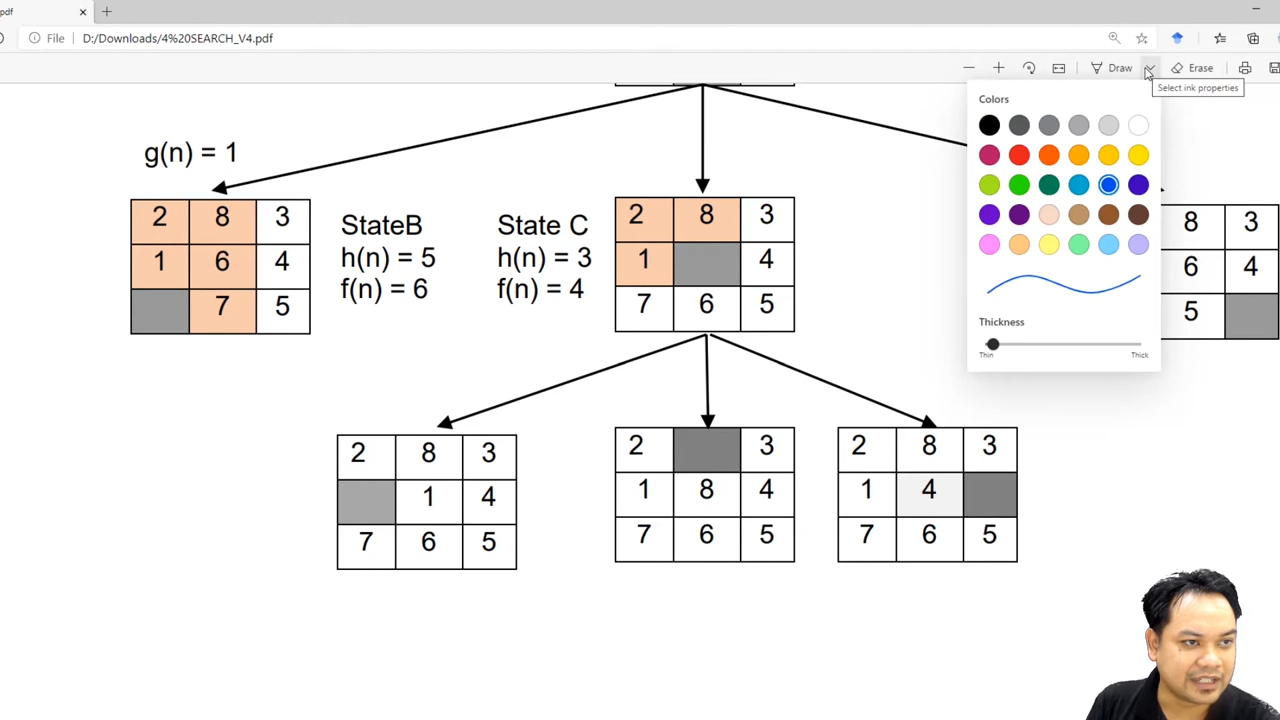 pdf
File D:/Downloads/4%20SEARCH_V4.pdf
Draw
Erase
Select ink properties
Colors
Thickness
Thin Thick
g(n) = 1
2 8 3
1 6 4
7 5
StateB
h(n) = 5
f(n) = 6
State C
h(n) = 3
f(n) = 4
2 8 3
1 4
7 6 5
8 3
6 4
5
2 8 3
1 4
7 6 5
2 3
1 8 4
7 6 5
2 8 3
1 4
7 6 5